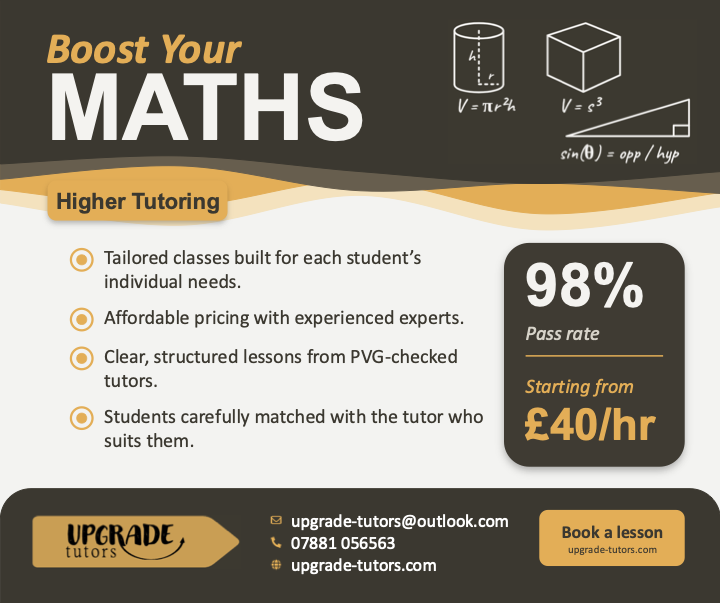 Boost Your
MATHS
h
r
V = πr²h
V = s³
sin(θ) = opp / hyp
Higher Tutoring
Tailored classes built for each student’s
individual needs.
Affordable pricing with experienced experts.
Clear, structured lessons from PVG-checked
tutors.
Students carefully matched with the tutor who
suits them.
98%
Pass rate
Starting from
£40/hr
UPGRADE
tutors
upgrade-tutors@outlook.com
07881 056563
upgrade-tutors.com
Book a lesson
upgrade-tutors.com